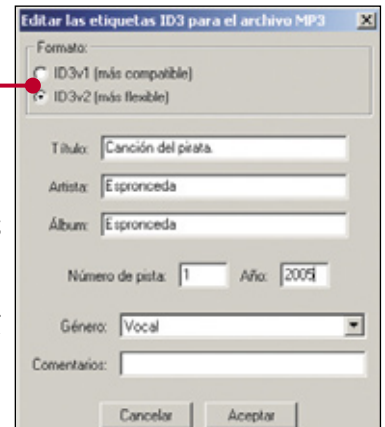 Editar las etiquetas ID3 para el archivo MP3
Formato:
ID3v1 (más compatible)
ID3v2 (más flexible)
Título: Canción del pirata.
Artista: Espronceda
Álbum: Espronceda
Número de pista: 1 Año: 2005
Género: Vocal
Comentarios:
Cancelar Aceptar